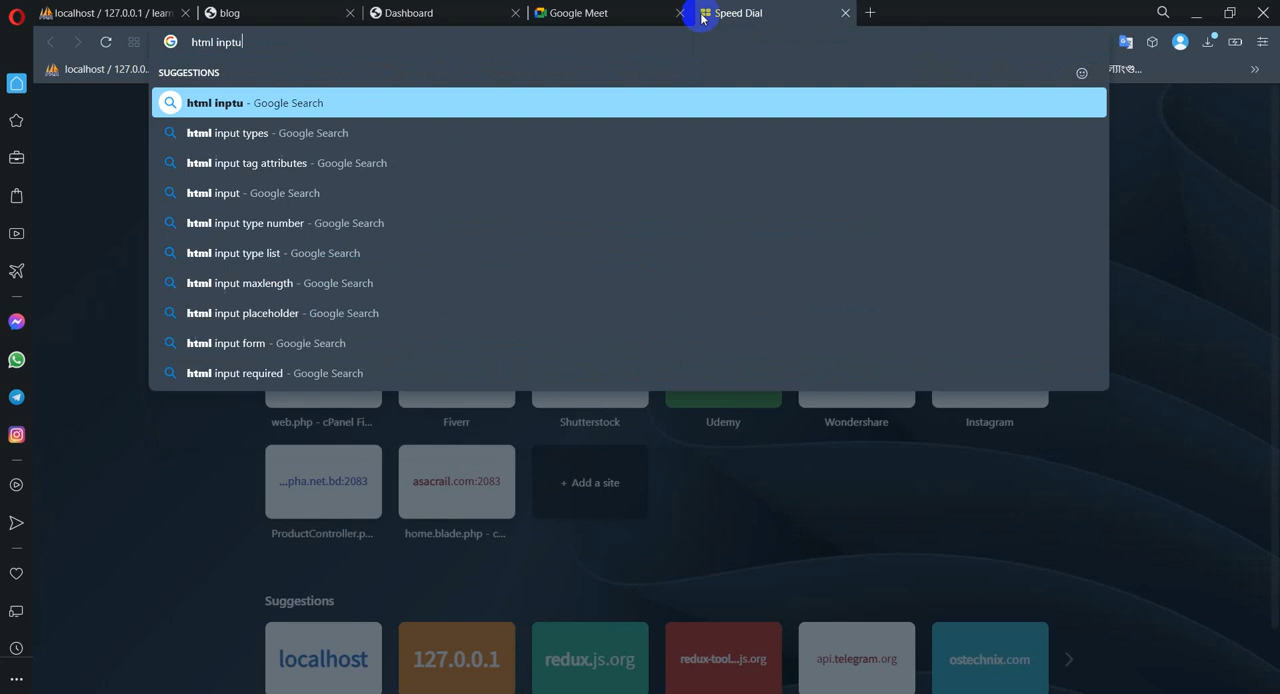 localhost / 127.0.0.1 / learn
blog
Dashboard
Google Meet
Speed Dial
html inptu
localhost / 127.0.0...
SUGGESTIONS
html inptu - Google Search
html input types - Google Search
html input tag attributes - Google Search
html input - Google Search
html input type number - Google Search
html input type list - Google Search
html input maxlength - Google Search
html input placeholder - Google Search
html input form - Google Search
html input required - Google Search
web.php - cPanel Fi...
Fiverr
Shutterstock
Udemy
Wondershare
Instagram
...pha.net.bd:2083
asacrail.com:2083
+ Add a site
ProductController.p...
home.blade.php - c...
Suggestions
localhost
127.0.0.1
redux.js.org
redux-tool...js.org
api.telegram.org
ostechnix.com